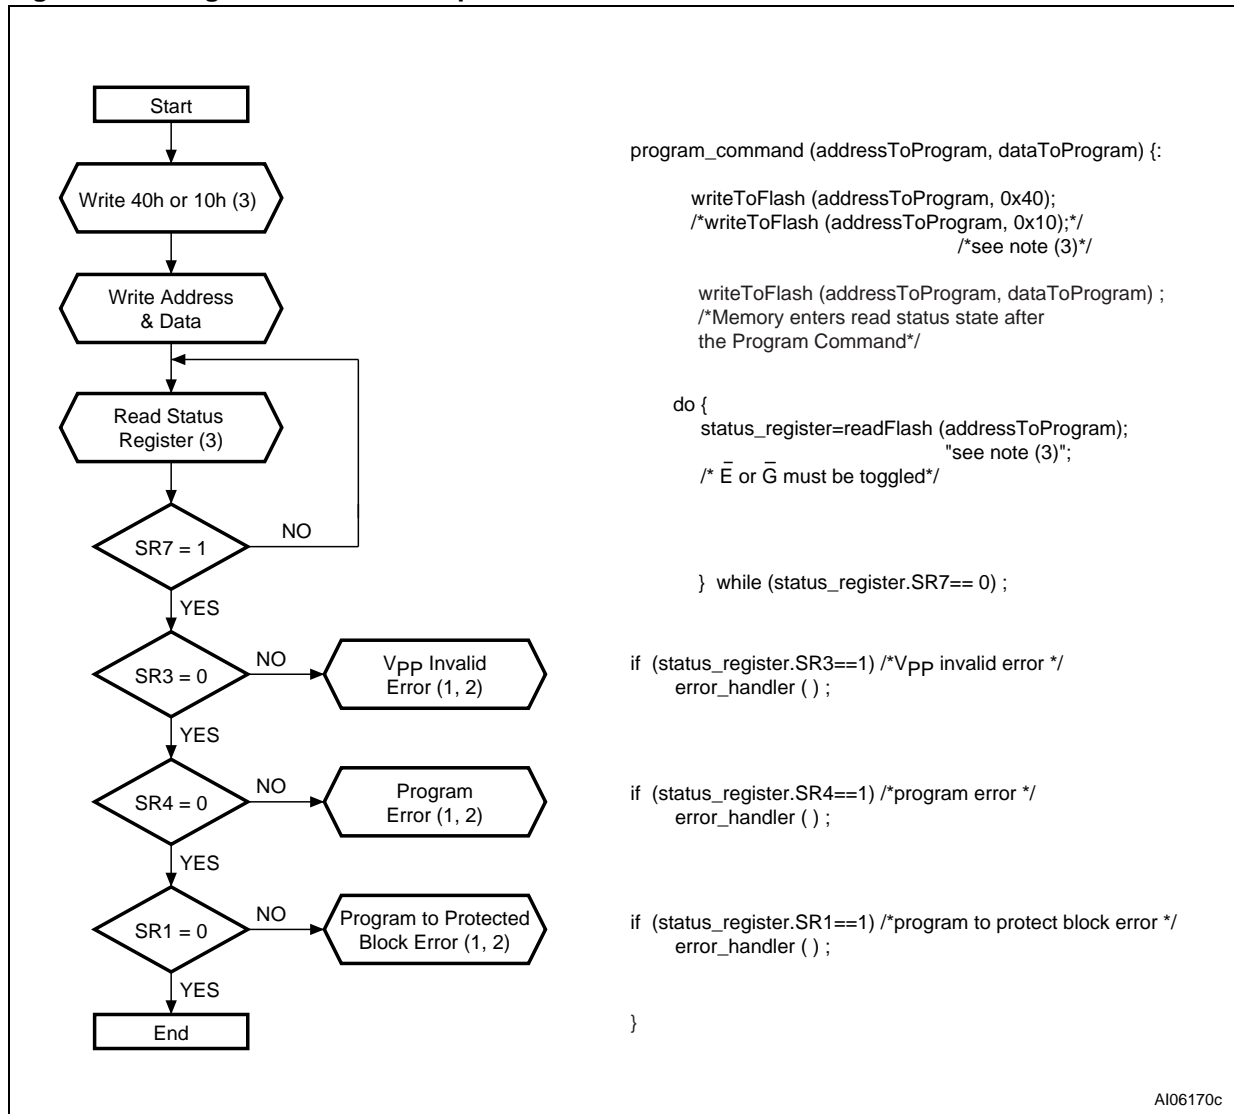 Start
Write 40h or 10h (3)
Write Address
& Data
Read Status
Register (3)
SR7 = 1
NO
YES
SR3 = 0
NO
VPP Invalid
Error (1, 2)
YES
SR4 = 0
NO
Program
Error (1, 2)
YES
SR1 = 0
NO
Program to Protected
Block Error (1, 2)
YES
End
program_command (addressToProgram, dataToProgram) {:
writeToFlash (addressToProgram, 0x40);
/*writeToFlash (addressToProgram, 0x10);*/
/*see note (3)*/
writeToFlash (addressToProgram, dataToProgram) ;
/*Memory enters read status state after
the Program Command*/
do {
status_register=readFlash (addressToProgram);
"see note (3)";
/* E̅ or G̅ must be toggled*/
} while (status_register.SR7== 0) ;
if (status_register.SR3==1) /*VPP invalid error */
error_handler ( ) ;
if (status_register.SR4==1) /*program error */
error_handler ( ) ;
if (status_register.SR1==1) /*program to protect block error */
error_handler ( ) ;
}
AI06170c